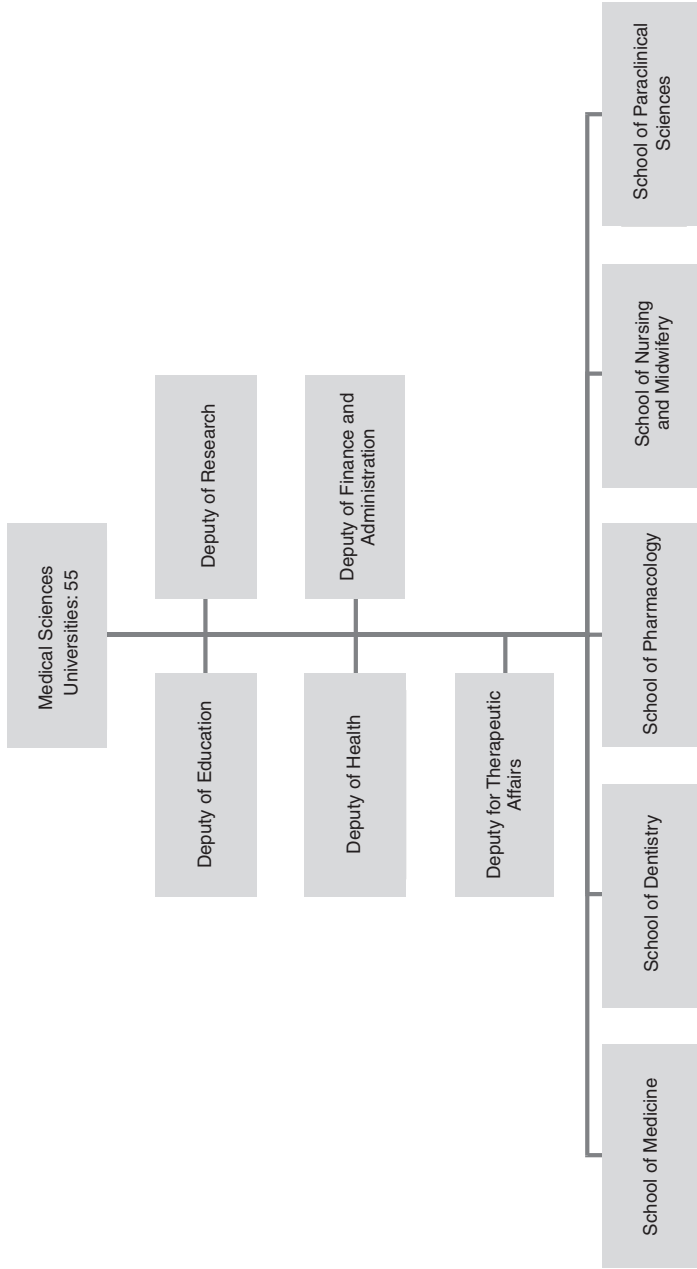 Medical Sciences
Universities: 55
Deputy of Education
Deputy of Research
Deputy of Health
Deputy of Finance and
Administration
Deputy for Therapeutic
Affairs
School of Medicine
School of Dentistry
School of Pharmacology
School of Nursing
and Midwifery
School of Paraclinical
Sciences